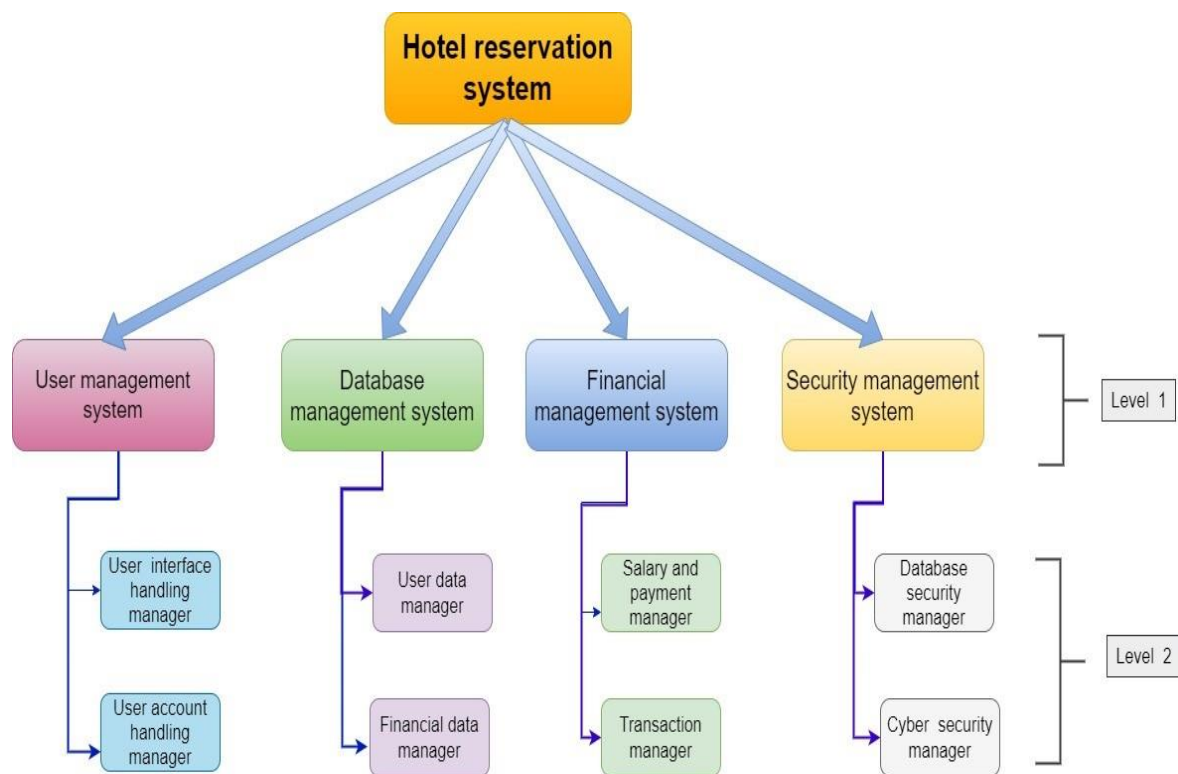 Hotel reservation
system
User management
system
Database
management system
Financial
management system
Security management
system
Level 1
User interface
handling
manager
User data
manager
Salary and
payment
manager
Database
security
manager
Level 2
User account
handling
manager
Financial data
manager
Transaction
manager
Cyber security
manager